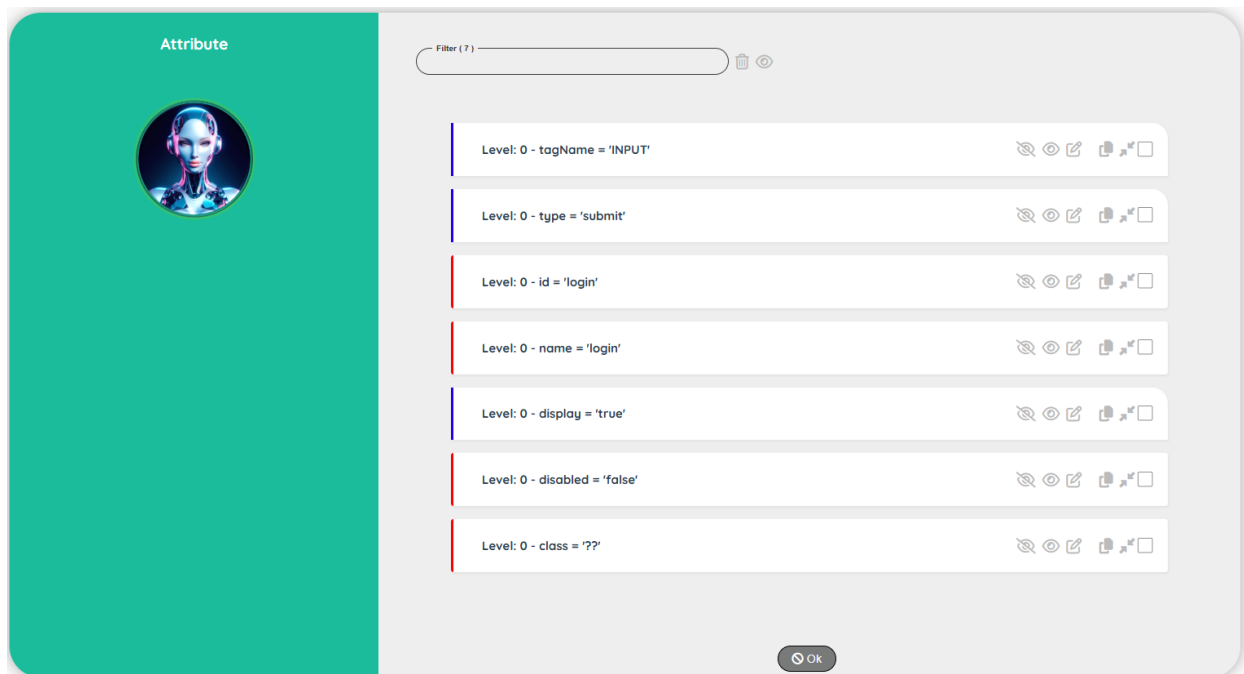 Attribute
Filter ( 7 )
Level: 0 - tagName = 'INPUT'
Level: 0 - type = 'submit'
Level: 0 - id = 'login'
Level: 0 - name = 'login'
Level: 0 - display = 'true'
Level: 0 - disabled = 'false'
Level: 0 - class = '??'
Ok